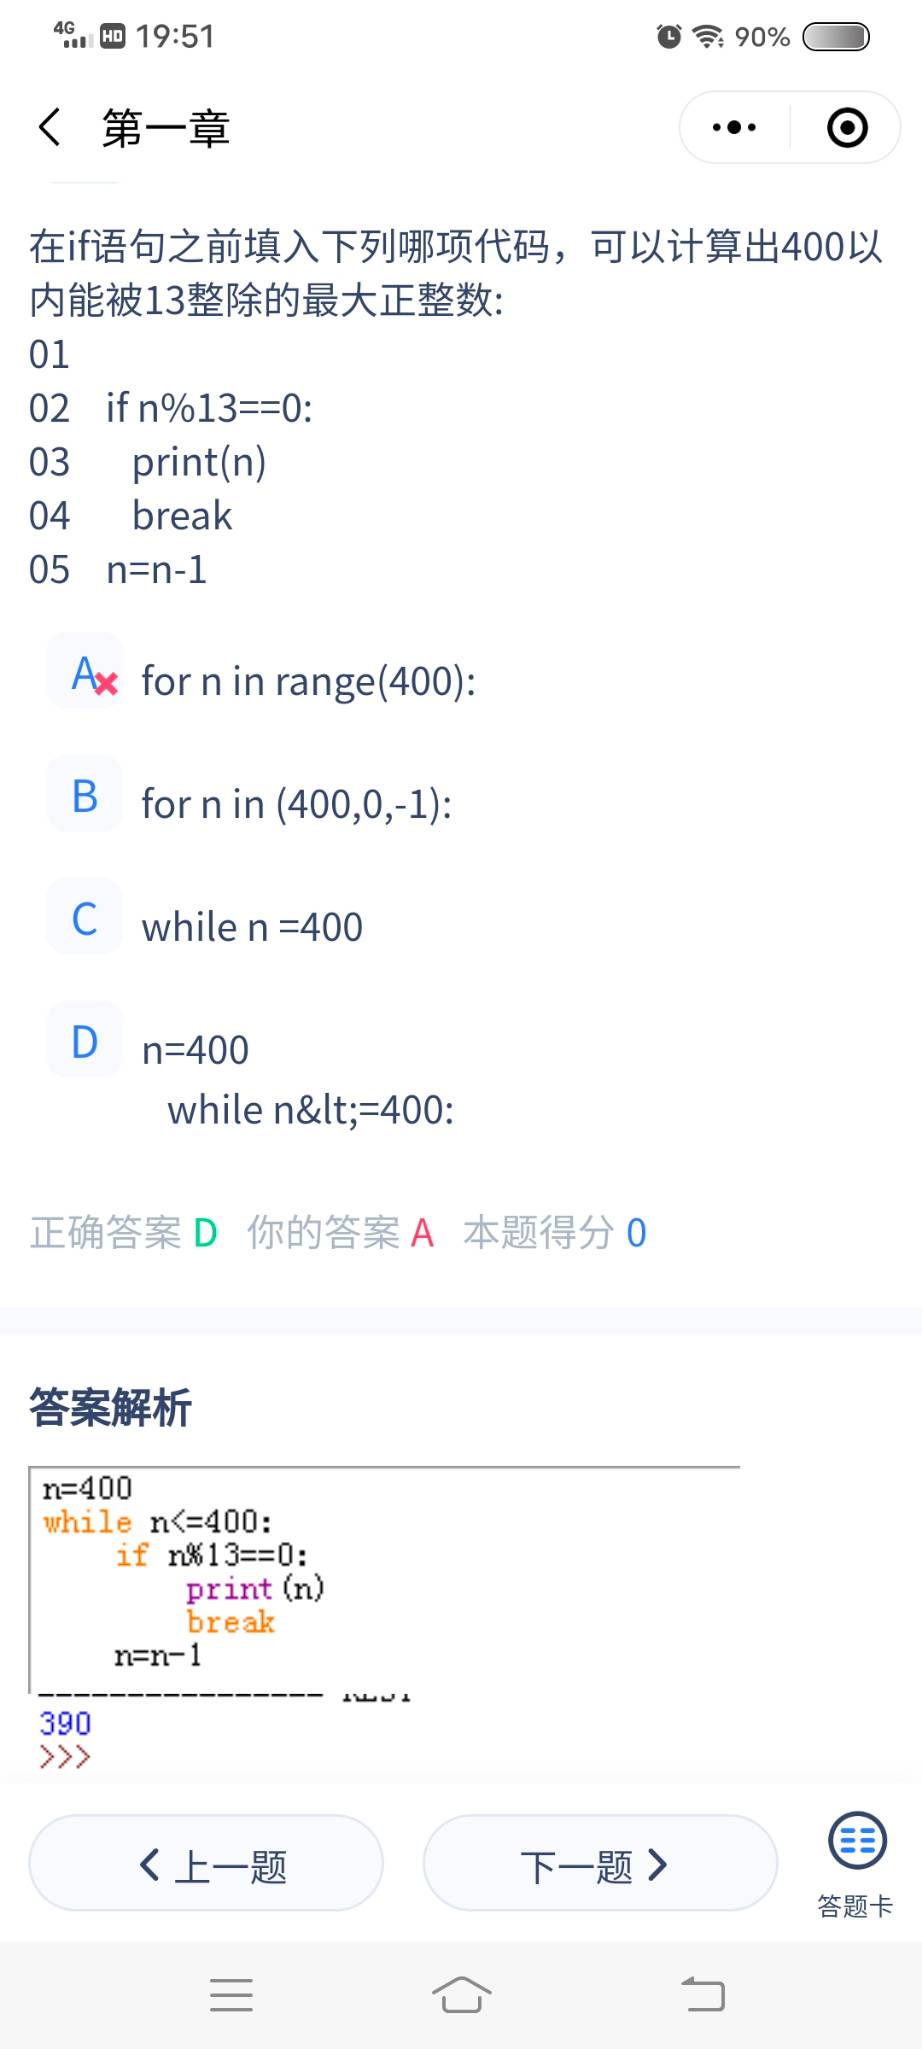 4G HD 19:51 90%
第一章
在if语句之前填入下列哪项代码，可以计算出400以
内能被13整除的最大正整数:
01
02 if n%13==0:
03 print(n)
04 break
05 n=n-1
A for n in range(400):
B for n in (400,0,-1):
C while n =400
D n=400
while n&lt;=400:
正确答案 D 你的答案 A 本题得分 0
答案解析
n=400
while n<=400:
if n%13==0:
print(n)
break
n=n-1
390
>>>
上一题 下一题
答题卡